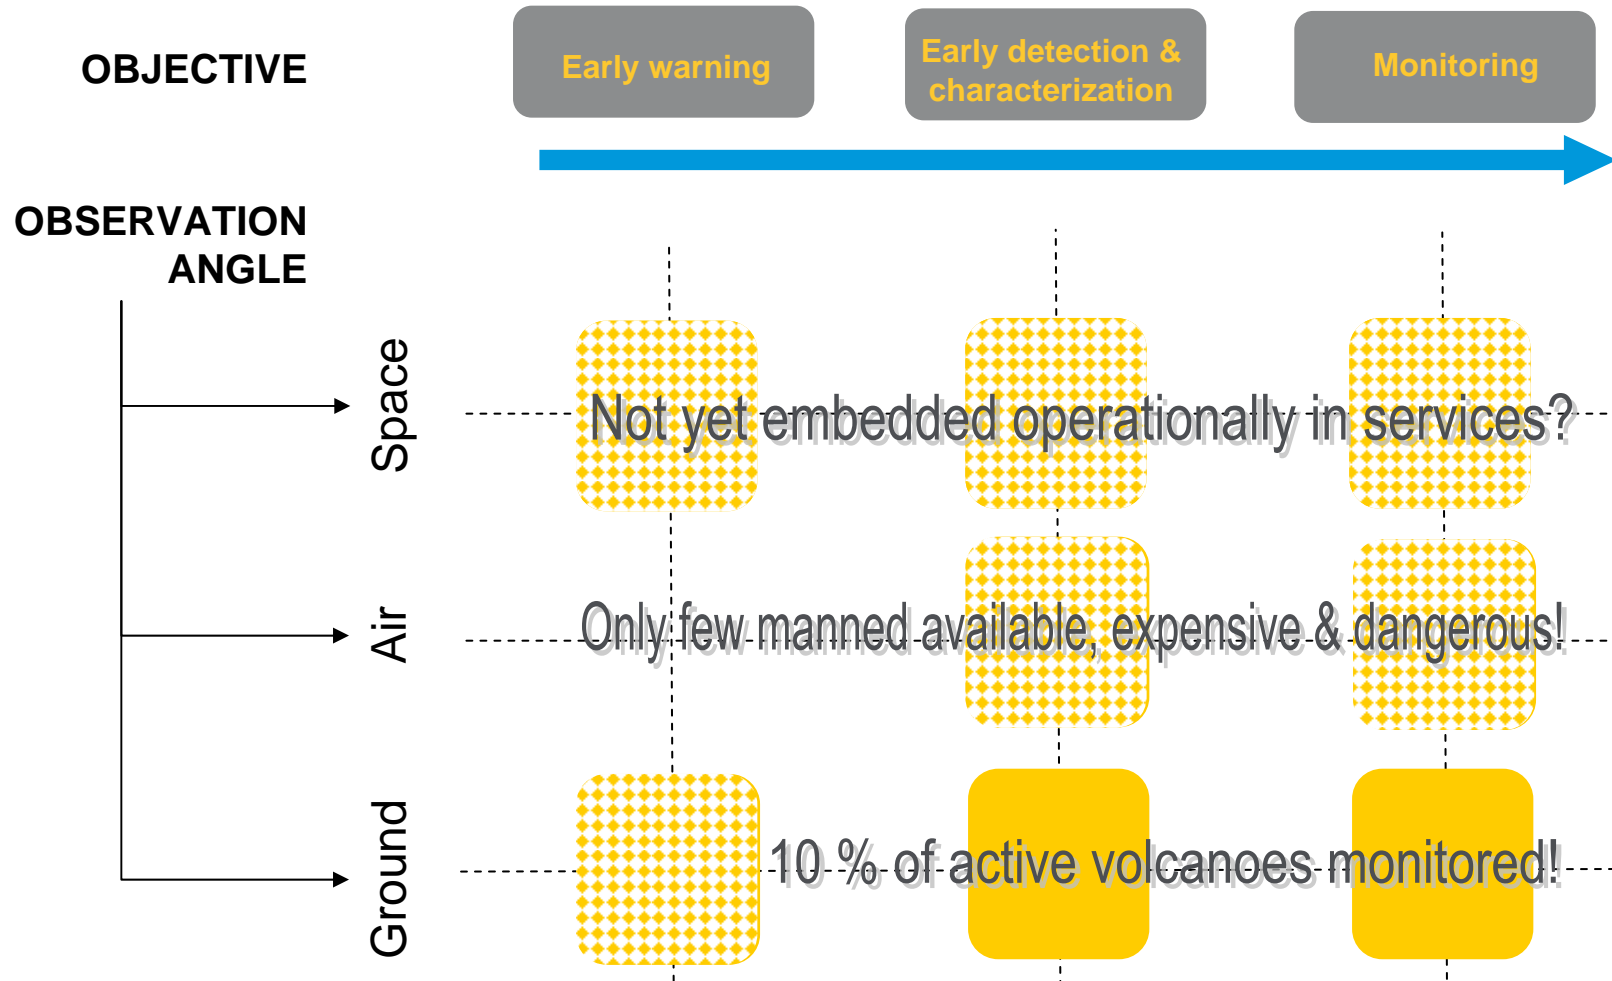 OBJECTIVE
Early warning
Early detection &
characterization
Monitoring
OBSERVATION
ANGLE
Space
Not yet embedded operationally in services?
Air
Only few manned available, expensive & dangerous!
Ground
10 % of active volcanoes monitored!